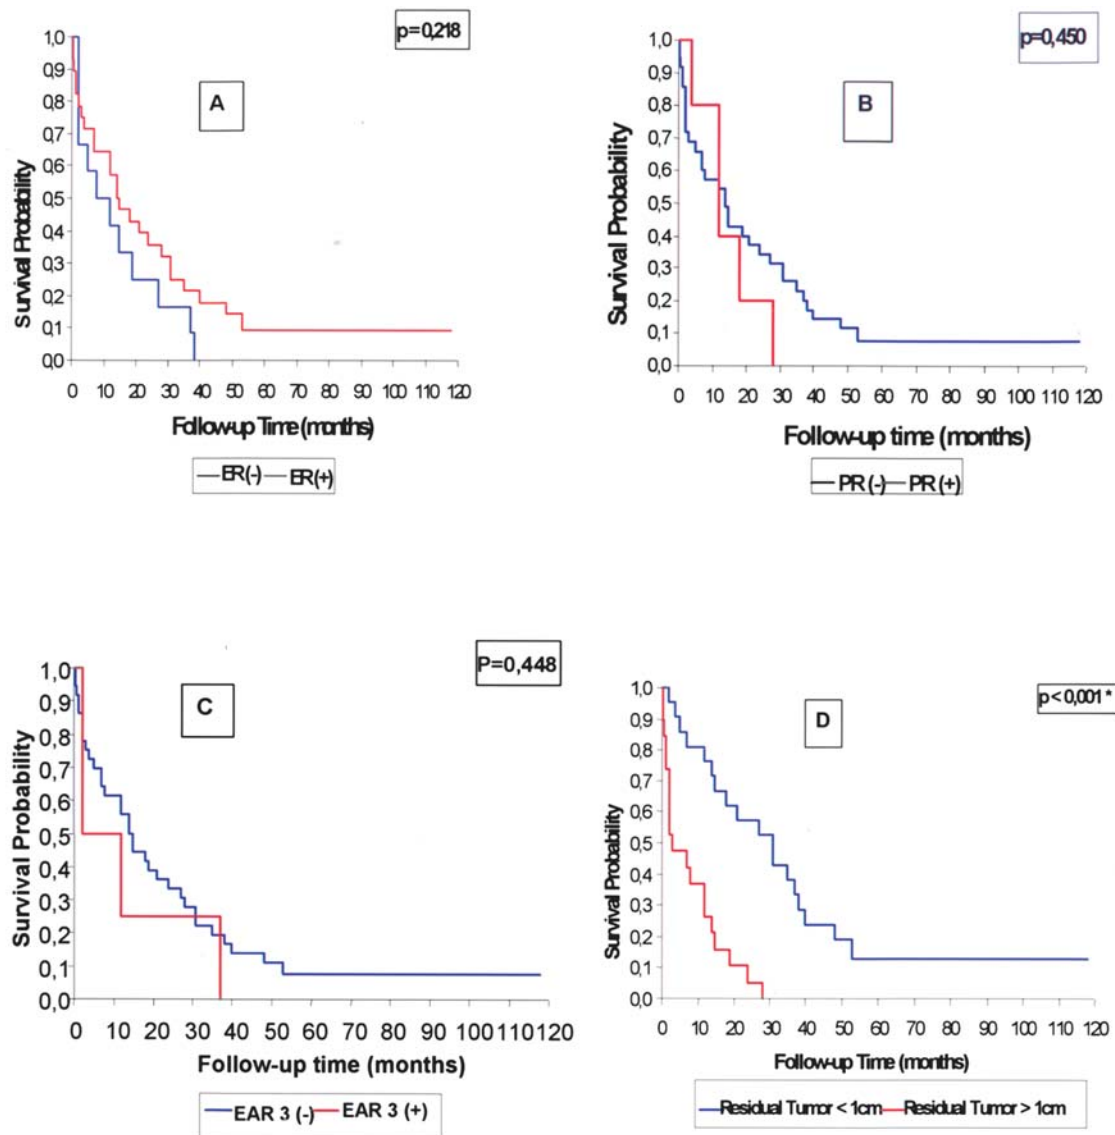 p=0,218
A
1,0
0,9
0,8
0,7
0,6
0,5
0,4
0,3
0,2
0,1
0,0
Survival Probability
0 10 20 30 40 50 60 70 80 90 100 110 120
Follow-up Time (months)
ER(-) ER(+)
p=0,450
B
1,0
0,9
0,8
0,7
0,6
0,5
0,4
0,3
0,2
0,1
0,0
Survival Probability
0 10 20 30 40 50 60 70 80 90 100 110 120
Follow-up time (months)
PR (-) PR (+)
P=0,448
C
1,0
0,9
0,8
0,7
0,6
0,5
0,4
0,3
0,2
0,1
0,0
Survival Probability
0 10 20 30 40 50 60 70 80 90 100 110 120
Follow-up time (months)
EAR 3 (-) EAR 3 (+)
p<0,001*
D
1,0
0,9
0,8
0,7
0,6
0,5
0,4
0,3
0,2
0,1
0,0
Survival Probability
0 10 20 30 40 50 60 70 80 90 100 110 120
Follow-up Time (months)
Residual Tumor < 1cm Residual Tumor > 1cm